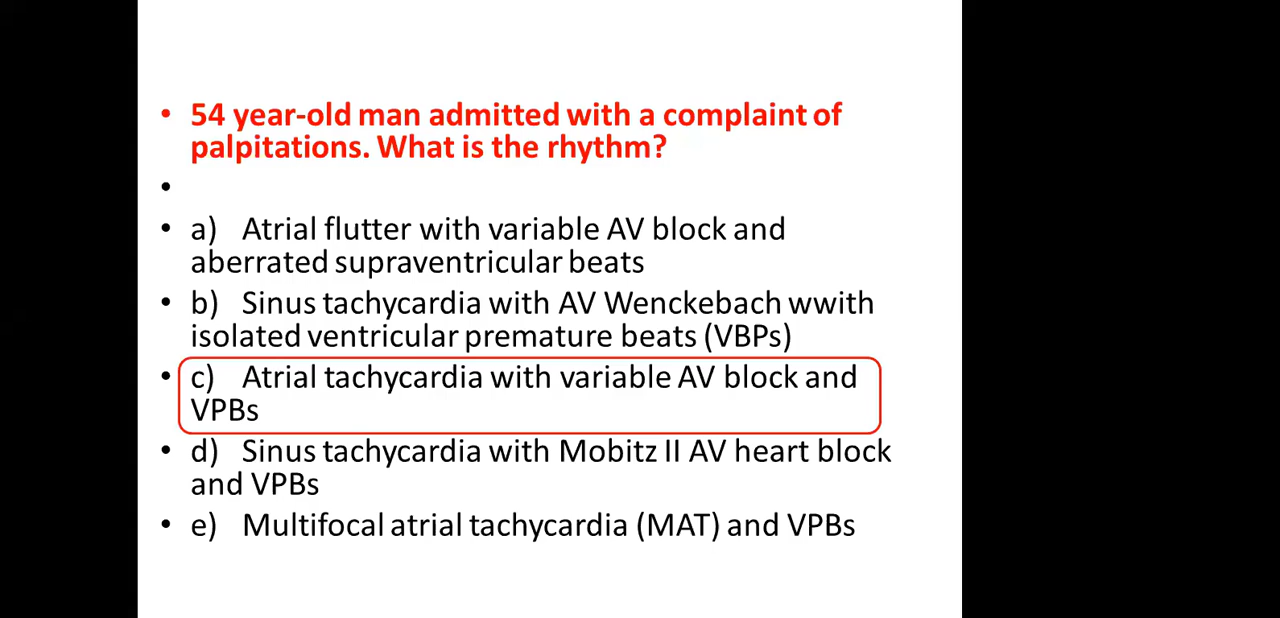 • 54 year-old man admitted with a complaint of
palpitations. What is the rhythm?
•
• a) Atrial flutter with variable AV block and
aberrated supraventricular beats
• b) Sinus tachycardia with AV Wenckebach wwith
isolated ventricular premature beats (VBPs)
• c) Atrial tachycardia with variable AV block and
VPBs
• d) Sinus tachycardia with Mobitz II AV heart block
and VPBs
• e) Multifocal atrial tachycardia (MAT) and VPBs